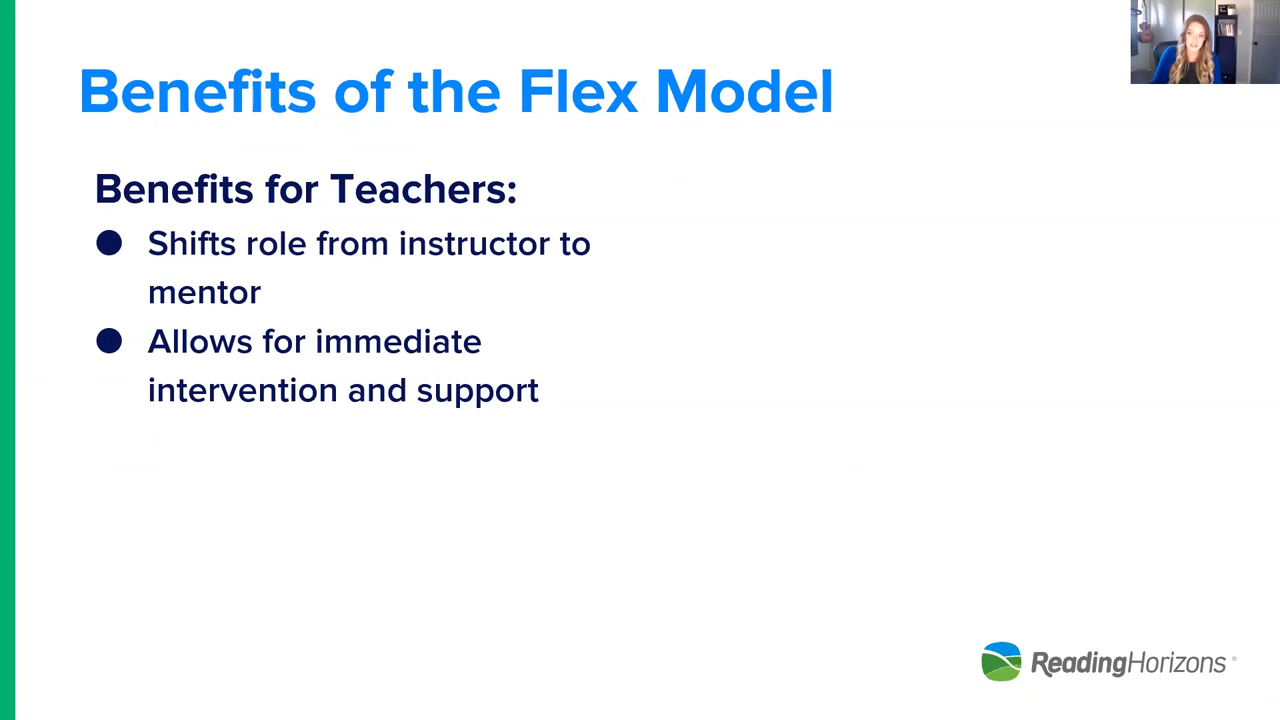 Benefits of the Flex Model
Benefits for Teachers:
● Shifts role from instructor to
mentor
● Allows for immediate
intervention and support
ReadingHorizons